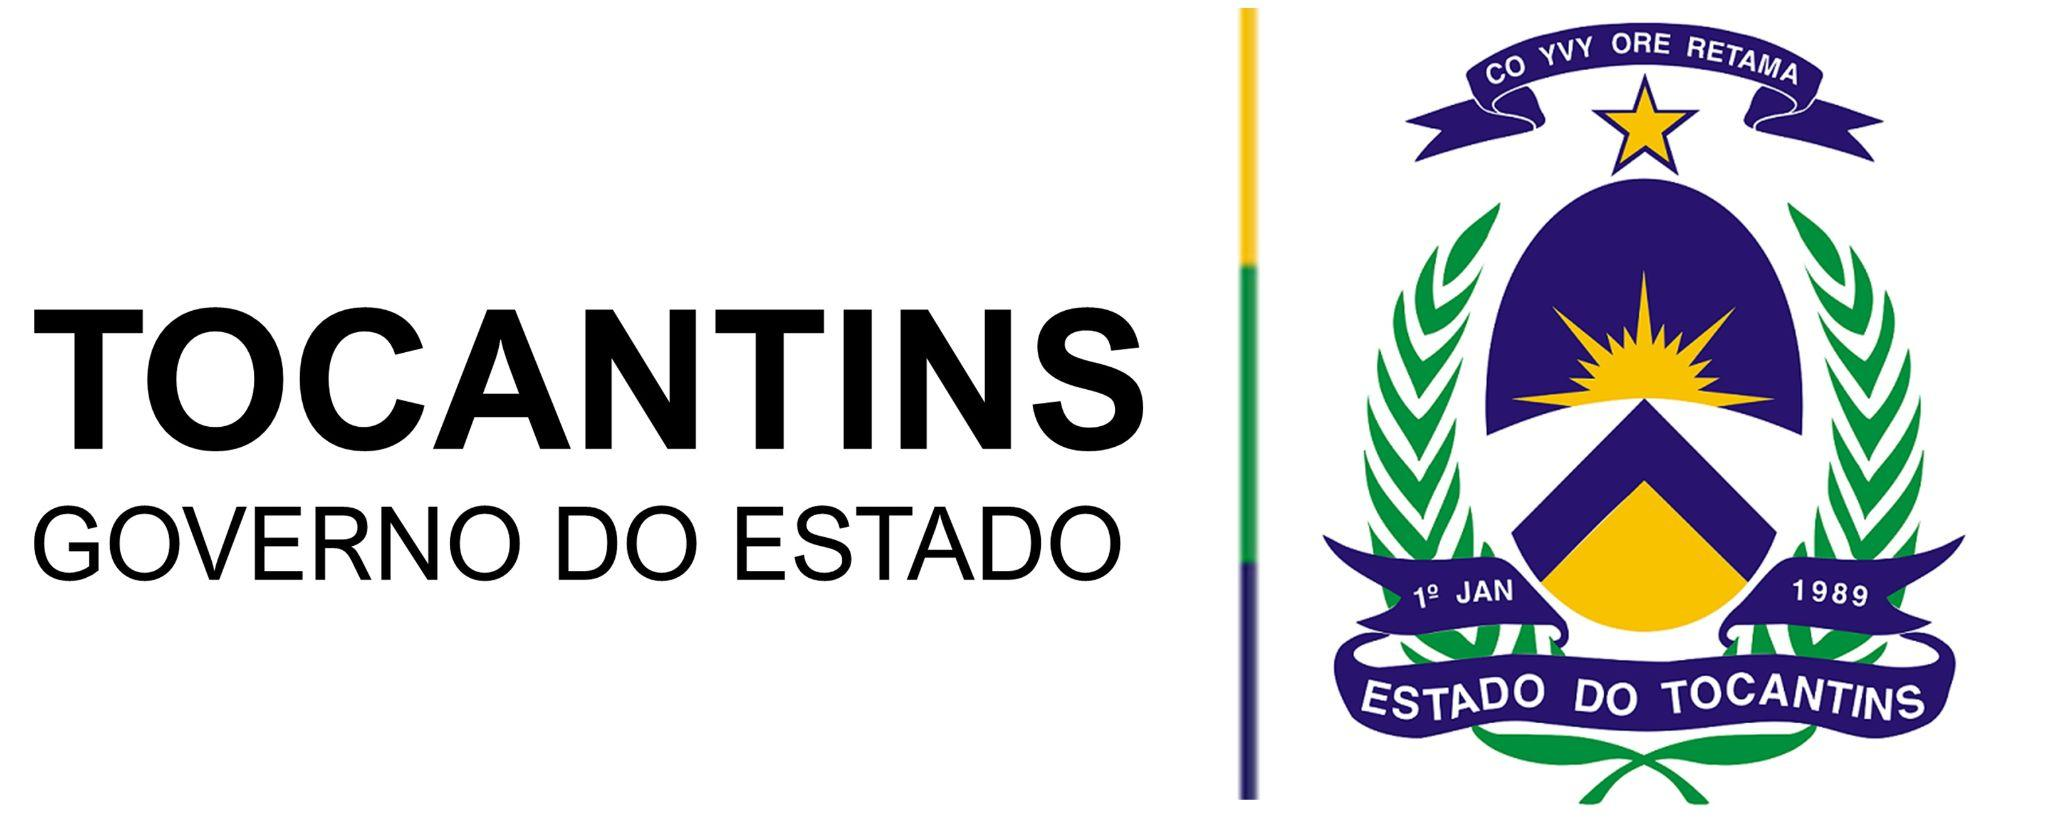 TOCANTINS
GOVERNO DO ESTADO
CO YVY ORE RETAMA
1º JAN
1989
ESTADO DO TOCANTINS